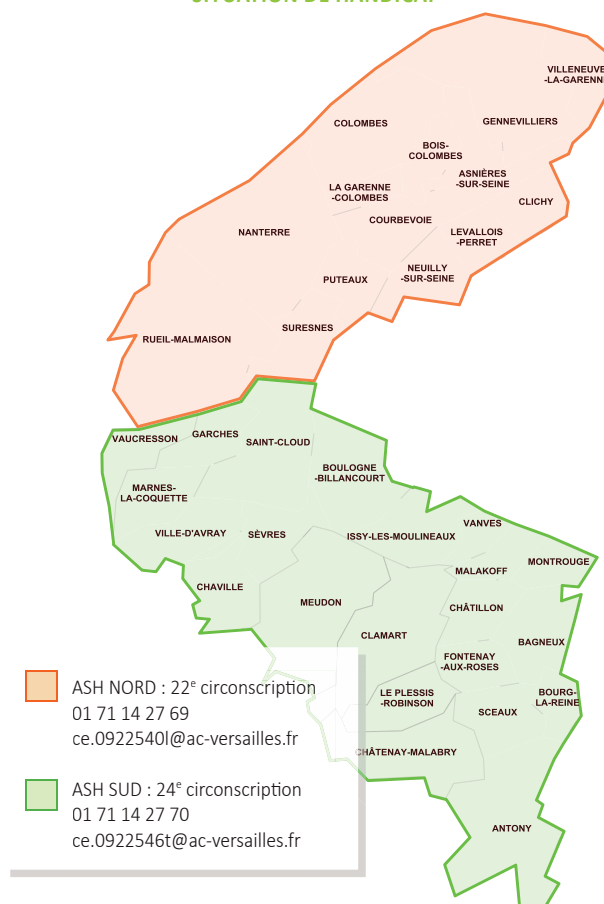 SITUATION DE HANDICAP
VILLENEUVE
-LA-GARENNE
COLOMBES
GENNEVILLIERS
BOIS-
COLOMBES
ASNIÈRES
-SUR-SEINE
LA GARENNE
-COLOMBES
CLICHY
COURBEVOIE
NANTERRE
LEVALLOIS
-PERRET
NEUILLY
-SUR-SEINE
PUTEAUX
SURESNES
RUEIL-MALMAISON
VAUCRESSON
GARCHES
SAINT-CLOUD
BOULOGNE
-BILLANCOURT
MARNES-
LA-COQUETTE
VANVES
VILLE-D'AVRAY
SÈVRES
ISSY-LES-MOULINEAUX
MONTROUGE
MALAKOFF
CHAVILLE
MEUDON
CHÂTILLON
CLAMART
BAGNEUX
FONTENAY
-AUX-ROSES
LE PLESSIS
-ROBINSON
BOURG-
LA-REINE
SCEAUX
CHÂTENAY-MALABRY
ANTONY
ASH NORD : 22e circonscription
01 71 14 27 69
ce.0922540l@ac-versailles.fr
ASH SUD : 24e circonscription
01 71 14 27 70
ce.0922546t@ac-versailles.fr